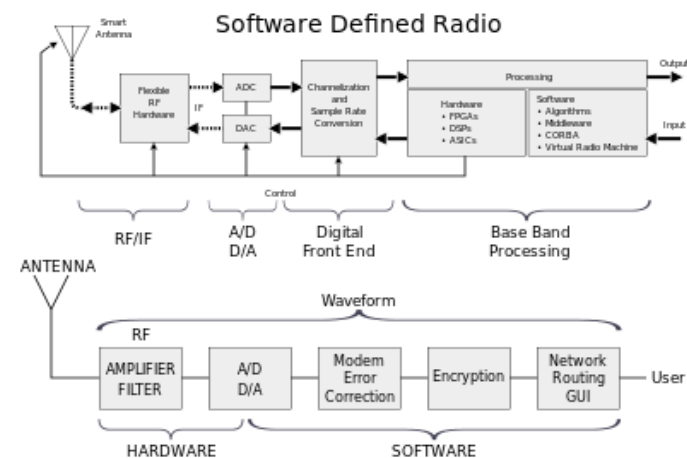 Software Defined Radio
Smart
Antenna
Flexible
RF
Hardware
IF
ADC
DAC
Channelization
and
Sample Rate
Conversion
Processing
Hardware
• FPGAs
• DSPs
• ASICs
Software
• Algorithms
• Middleware
• CORBA
• Virtual Radio Machine
Output
Input
Control
RF/IF
A/D
D/A
Digital
Front End
Base Band
Processing
ANTENNA
Waveform
RF
AMPLIFIER
FILTER
A/D
D/A
Modem
Error
Correction
Encryption
Network
Routing
GUI
User
HARDWARE
SOFTWARE